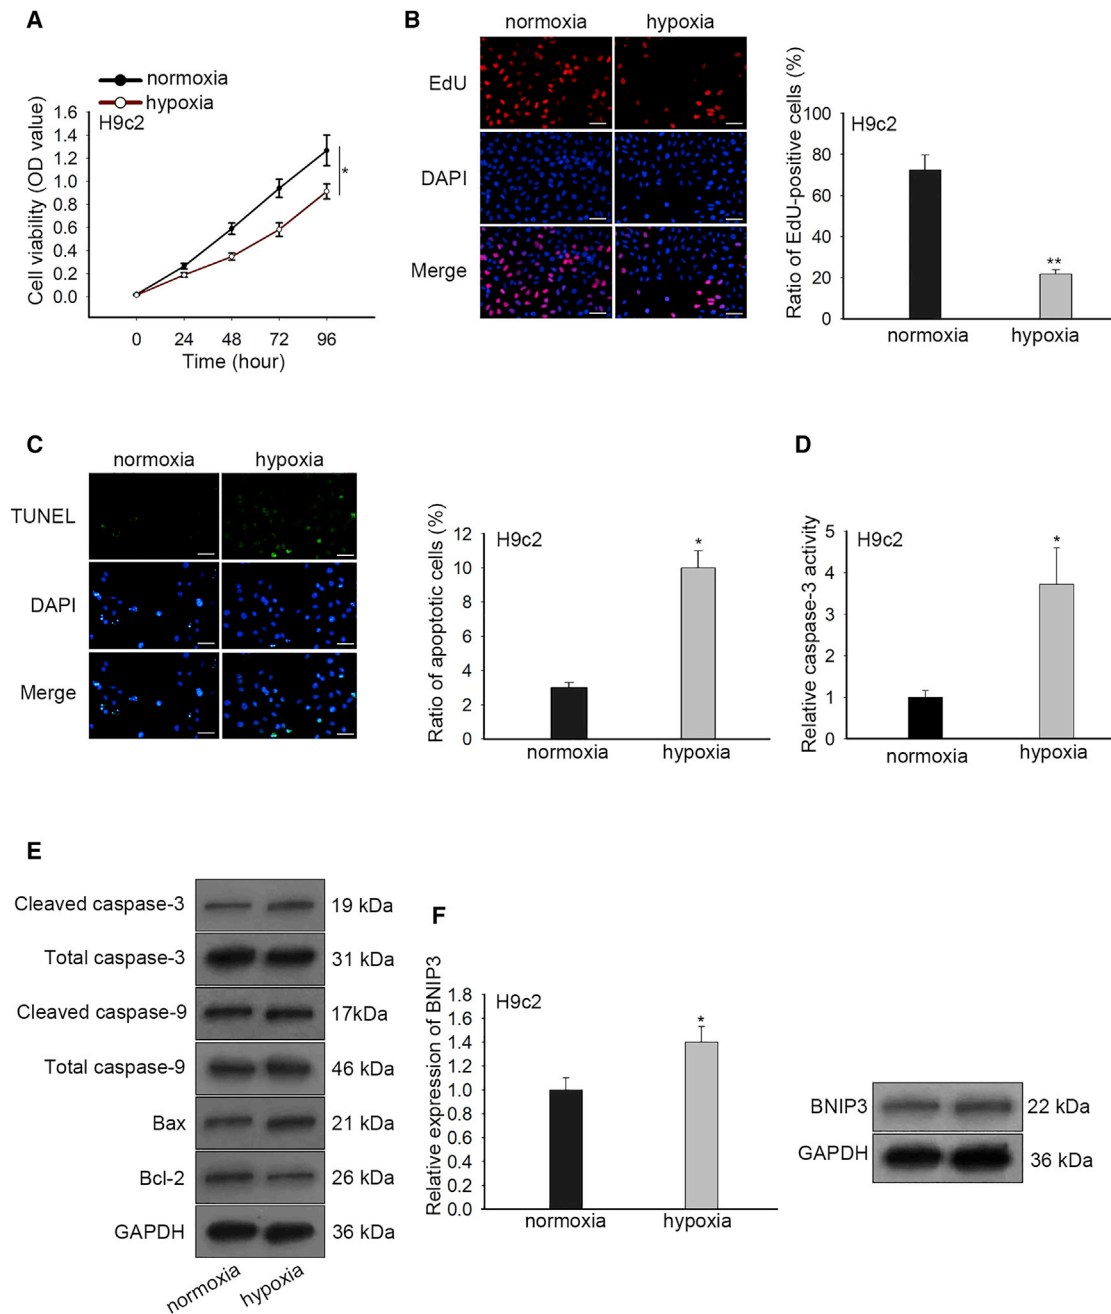 A
normoxia
hypoxia
H9c2
Cell viability (OD value)
1.6
1.4
1.2
1.0
0.8
0.6
0.4
0.2
0.0
*
0 24 48 72 96
Time (hour)
B
normoxia hypoxia
EdU
DAPI
Merge
Ratio of EdU-positive cells (%)
100
80
60
40
20
0
H9c2
**
normoxia hypoxia
C
normoxia hypoxia
TUNEL
DAPI
Merge
Ratio of apoptotic cells (%)
12
10
8
6
4
2
0
H9c2
*
normoxia hypoxia
D
Relative caspase-3 activity
5
4
3
2
1
0
H9c2
*
normoxia hypoxia
E
Cleaved caspase-3 19 kDa
Total caspase-3 31 kDa
Cleaved caspase-9 17kDa
Total caspase-9 46 kDa
Bax 21 kDa
Bcl-2 26 kDa
GAPDH 36 kDa
normoxia hypoxia
F
Relative expression of BNIP3
1.8
1.6
1.4
1.2
1.0
0.8
0.6
0.4
0.2
0.0
H9c2
*
normoxia hypoxia
BNIP3 22 kDa
GAPDH 36 kDa